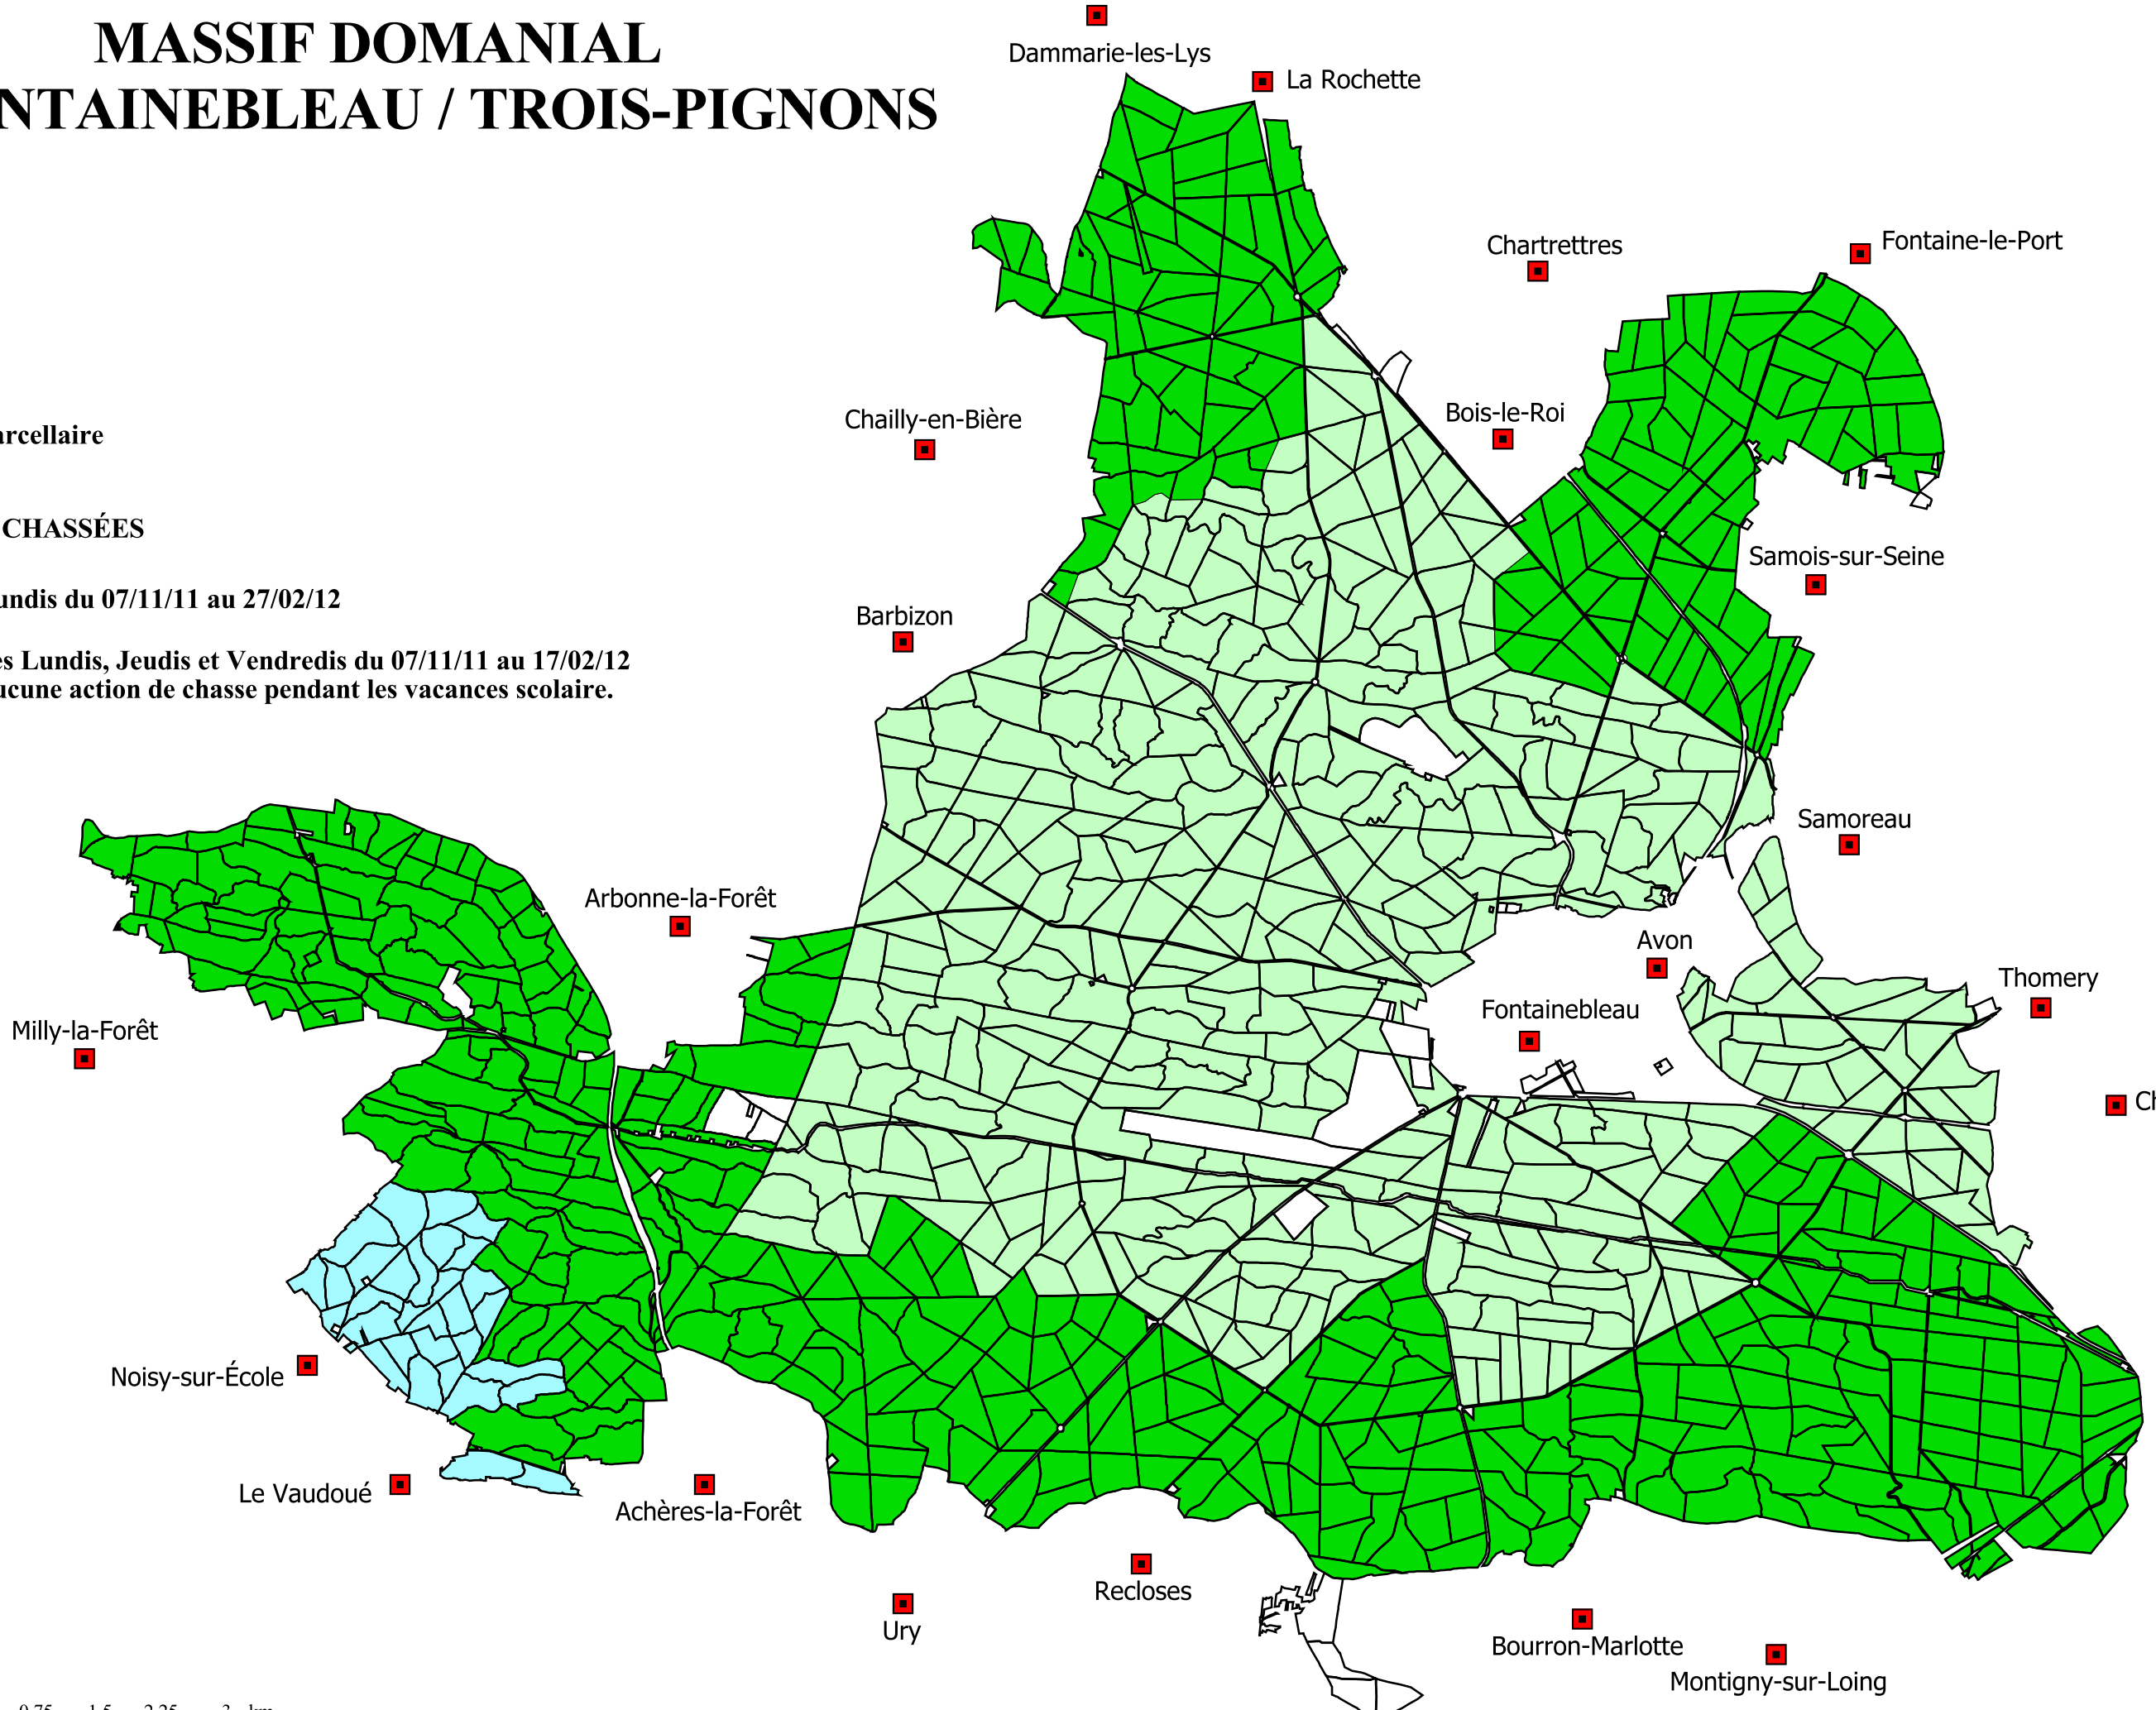 MASSIF DOMANIAL
NTAINEBLEAU / TROIS-PIGNONS
Dammarie-les-Lys
La Rochette
Chartrettres
Fontaine-le-Port
Chailly-en-Bière
Bois-le-Roi
arcellaire
CHASSÉES
Samois-sur-Seine
undis du 07/11/11 au 27/02/12
Barbizon
es Lundis, Jeudis et Vendredis du 07/11/11 au 17/02/12
ucune action de chasse pendant les vacances scolaire.
Samoreau
Arbonne-la-Forêt
Avon
Thomery
Fontainebleau
Milly-la-Forêt
Ch
Noisy-sur-École
Le Vaudoué
Achères-la-Forêt
Recloses
Ury
Bourron-Marlotte
Montigny-sur-Loing